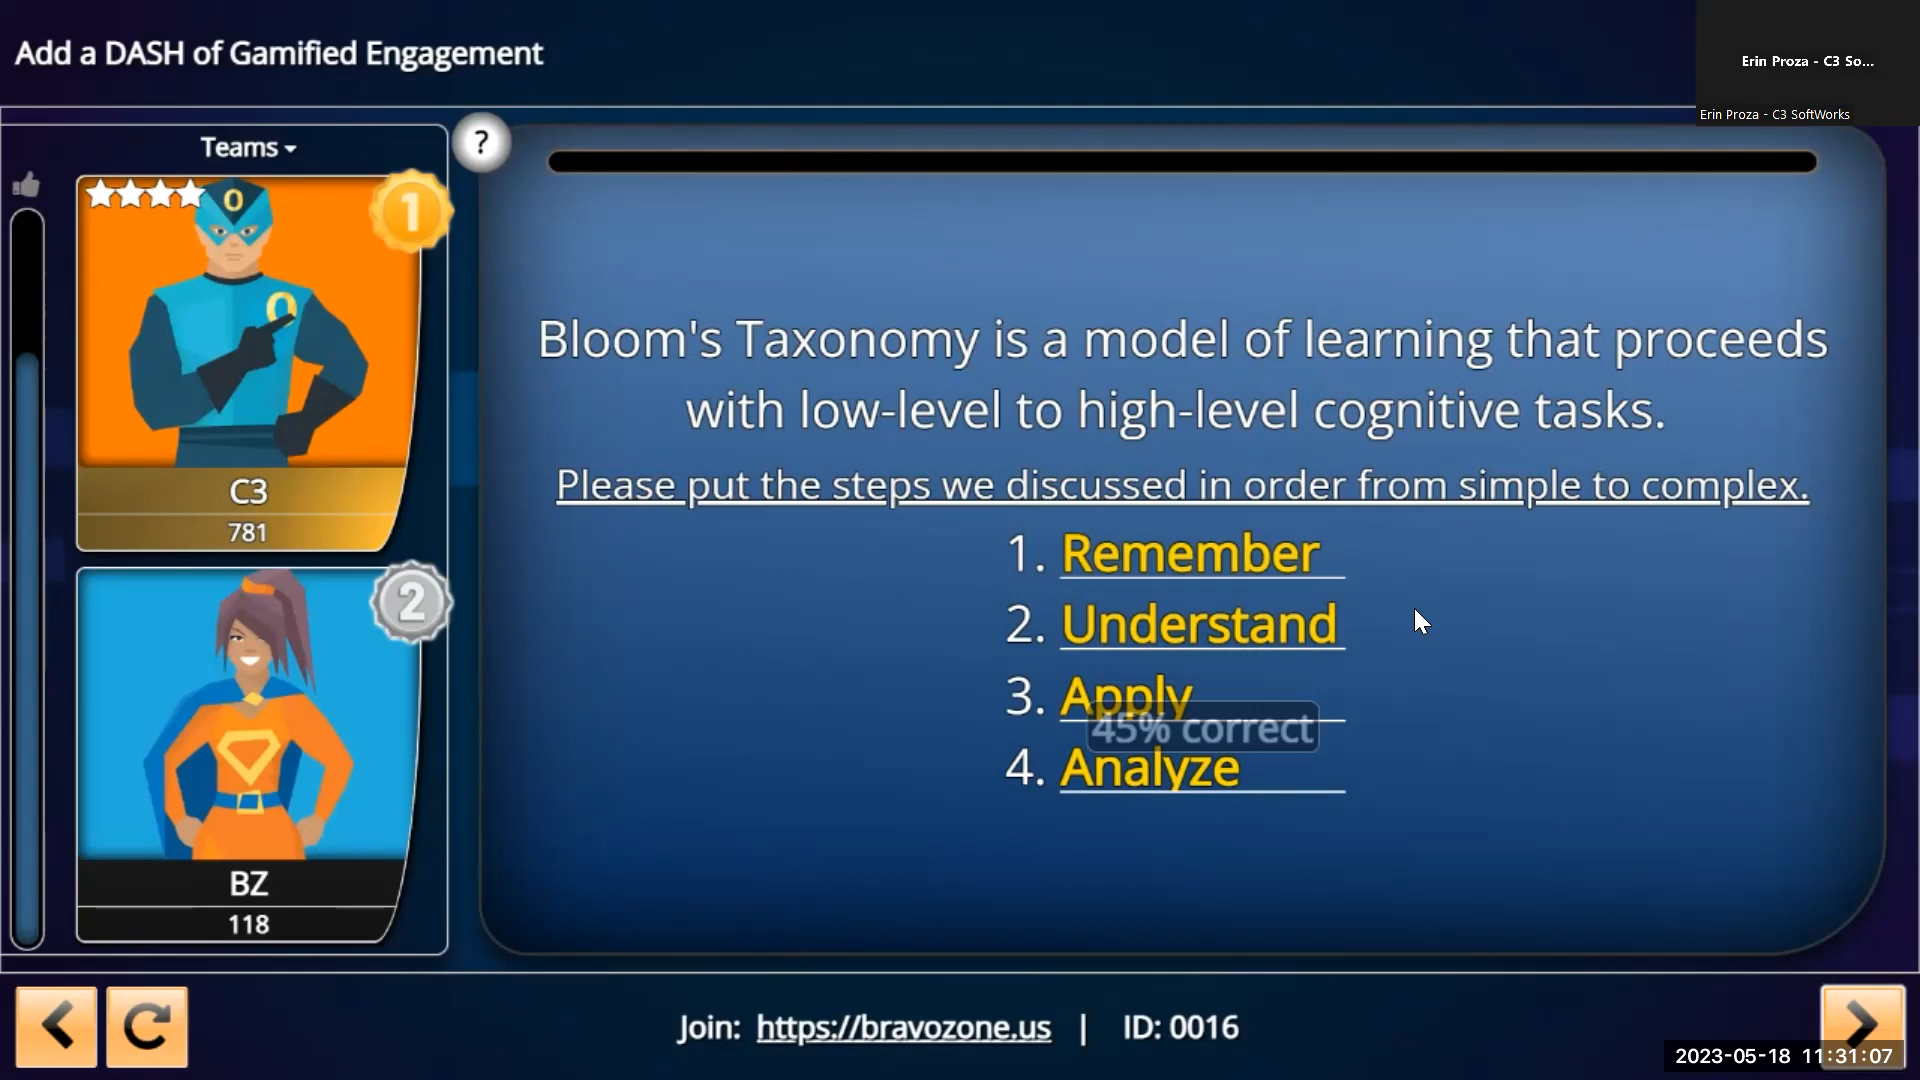 Add a DASH of Gamified Engagement
Erin Proza - C3 So...
Erin Proza - C3 SoftWorks
Teams
?
O
O
1
C3
781
2
BZ
118
Bloom's Taxonomy is a model of learning that proceeds
with low-level to high-level cognitive tasks.
Please put the steps we discussed in order from simple to complex.
1. Remember
2. Understand
3. Apply
45% correct
4. Analyze
Join: https://bravozone.us | ID: 0016
2023-05-18 11:31:07